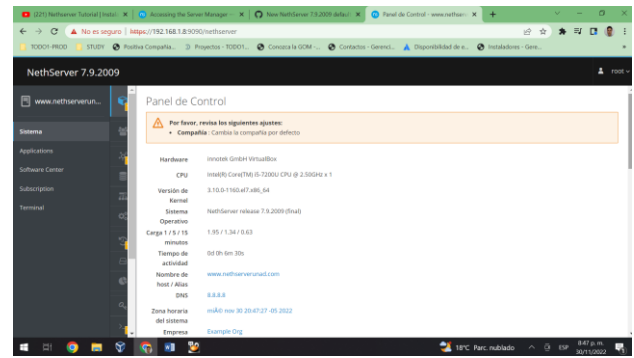 (221) Nethserver Tutorial | Instal
Accessing the Server Manager —
New NethServer 7.9.2009 default
Panel de Control - www.nethserv
No es seguro | https://192.168.1.8:9090/nethserver
TODO1-PROD
STUDY
Positiva Compañia...
Proyectos - TODO1...
Conozca la GOM -...
Contactos - Gerenci...
Disponibilidad de e...
Instaladores - Gere...
NethServer 7.9.2009
root
www.nethserverun...
Sistema
Applications
Software Center
Subscription
Terminal
Panel de Control
Por favor, revisa los siguientes ajustes:
• Compañía : Cambia la compañía por defecto
Hardware innotek GmbH VirtualBox
CPU Intel(R) Core(TM) i5-7200U CPU @ 2.50GHz x 1
Versión de Kernel 3.10.0-1160.el7.x86_64
Sistema Operativo NethServer release 7.9.2009 (final)
Carga 1 / 5 / 15 minutos 1.95 / 1.34 / 0.63
Tiempo de actividad 0d 0h 6m 30s
Nombre de host / Alias www.nethserverunad.com
DNS 8.8.8.8
Zona horaria del sistema miÃ© nov 30 20:47:27 -05 2022
Empresa Example Org
18°C Parc. nublado
ESP
8:47 p. m.
30/11/2022